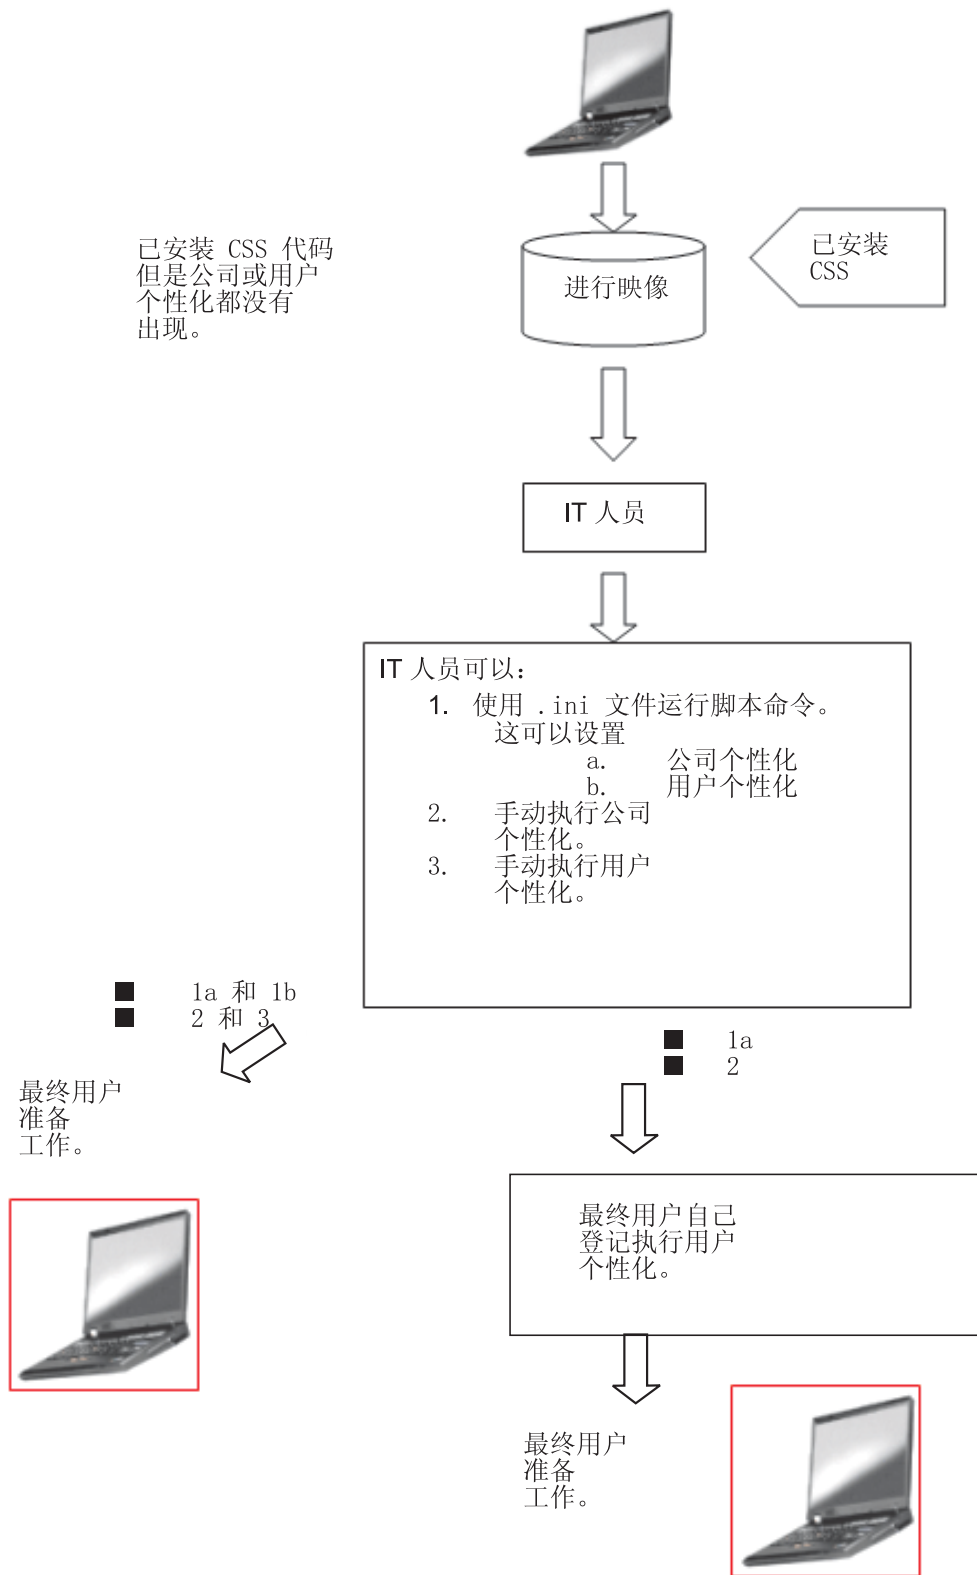 已安装 CSS 代码
但是公司或用户
个性化都没有
出现。
进行映像
已安装
CSS
IT 人员
IT 人员可以:
1. 使用 .ini 文件运行脚本命令。
这可以设置
a. 公司个性化
b. 用户个性化
2. 手动执行公司
个性化。
3. 手动执行用户
个性化。
■ 1a 和 1b
■ 2 和 3
■ 1a
■ 2
最终用户
准备
工作。
最终用户自己
登记执行用户
个性化。
最终用户
准备
工作。